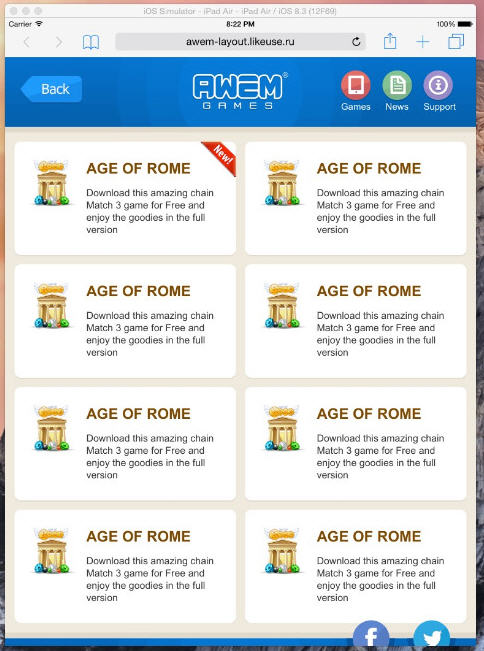 iOS Simulator - iPad Air - iPad Air / iOS 8.3 (12F69)
Carrier 8:22 PM 100%
awem-layout.likeuse.ru
Back
AWEM®
GAMES
Games News Support
New!
AGE OF ROME
Download this amazing chain
Match 3 game for Free and
enjoy the goodies in the full
version
AGE OF ROME
Download this amazing chain
Match 3 game for Free and
enjoy the goodies in the full
version
AGE OF ROME
Download this amazing chain
Match 3 game for Free and
enjoy the goodies in the full
version
AGE OF ROME
Download this amazing chain
Match 3 game for Free and
enjoy the goodies in the full
version
AGE OF ROME
Download this amazing chain
Match 3 game for Free and
enjoy the goodies in the full
version
AGE OF ROME
Download this amazing chain
Match 3 game for Free and
enjoy the goodies in the full
version
AGE OF ROME
Download this amazing chain
Match 3 game for Free and
enjoy the goodies in the full
version
AGE OF ROME
Download this amazing chain
Match 3 game for Free and
enjoy the goodies in the full
version